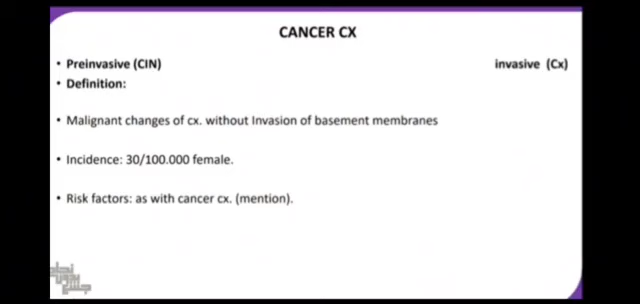 CANCER CX
• Preinvasive (CIN) invasive (Cx)
• Definition:
• Malignant changes of cx. without Invasion of basement membranes
• Incidence: 30/100.000 female.
• Risk factors: as with cancer cx. (mention).